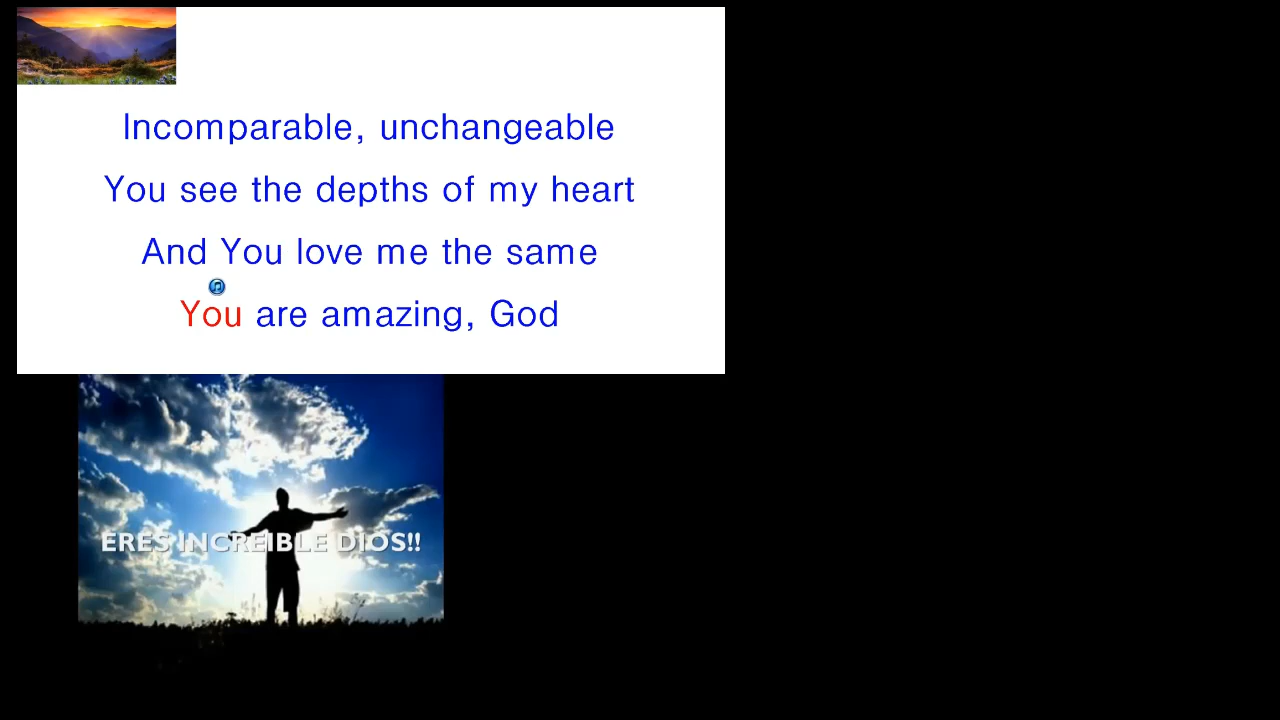 Incomparable, unchangeable
You see the depths of my heart
And You love me the same
You are amazing, God
ERES INCREIBLE DIOS!!